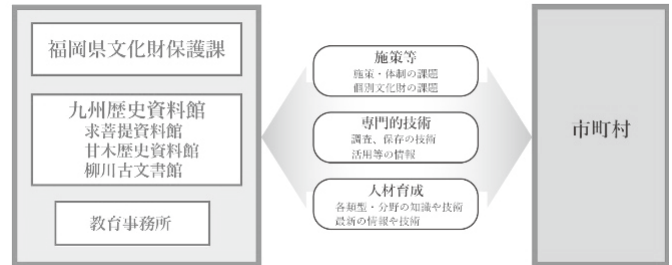 福岡県文化財保護課
九州歴史資料館
求菩提資料館
甘木歴史資料館
柳川古文書館
教育事務所
施策等
施策・体制の課題
個別文化財の課題
専門的技術
調査、保存の技術
活用等の情報
人材育成
各類型・分野の知識や技術
最新の情報や技術
市町村